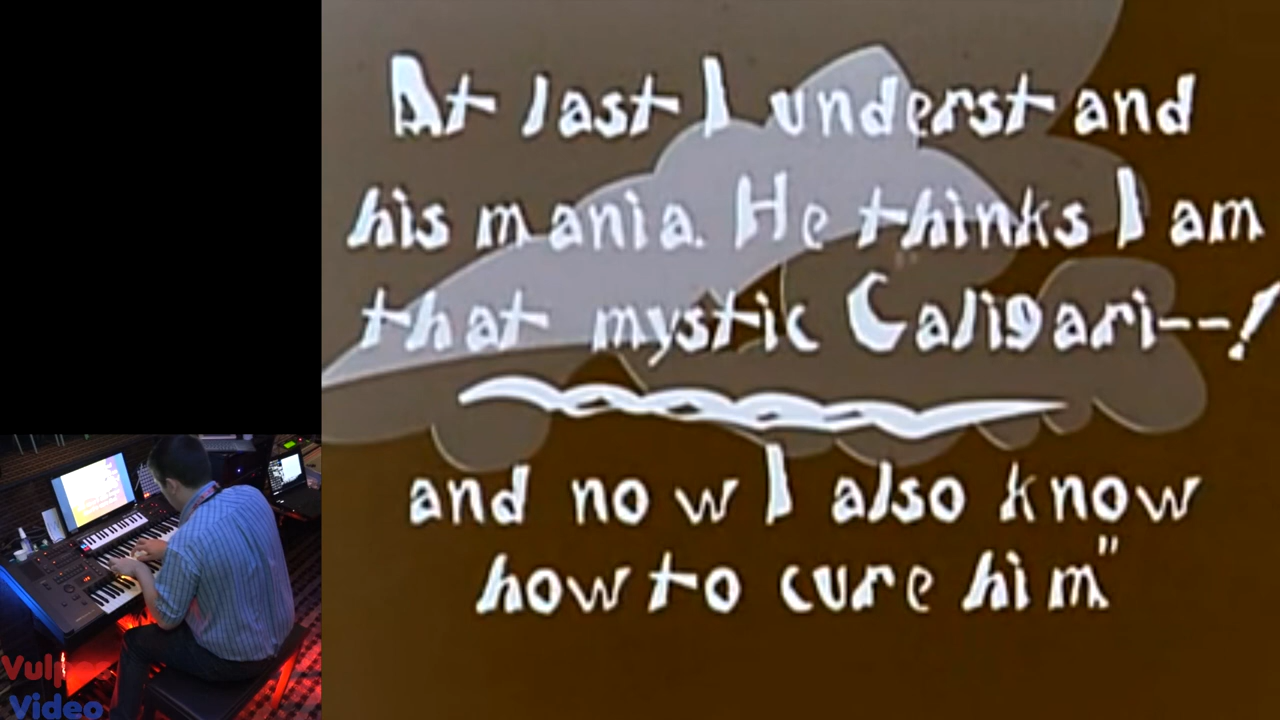 At last I understand
his mania. He thinks I am
that mystic Caligari--!
and now I also know
how to cure him"
Vulpes
Video